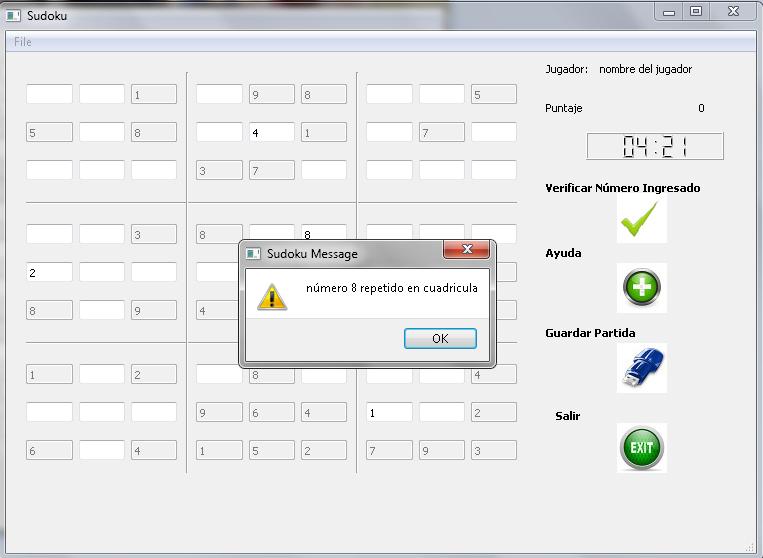 Sudoku
File
Jugador: nombre del jugador
1 9 8 5
Puntaje 0
5 8 4 1 7
04:21
3 7
Verificar Número Ingresado
3 8 8
Sudoku Message
Ayuda
2
número 8 repetido en cuadricula
8 9 4
Guardar Partida
OK
1 2 8 4
9 6 4 1 2
Salir
6 4 1 5 2 7 9 3
EXIT